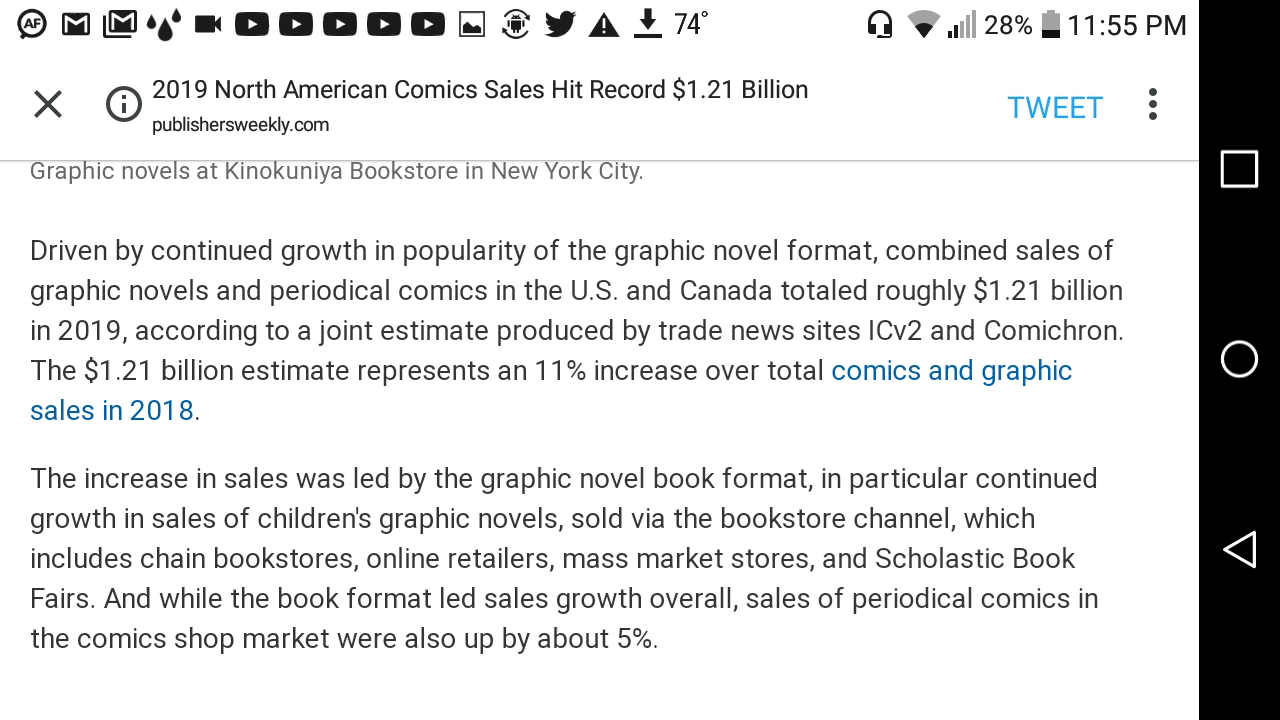 AF 74° 28% 11:55 PM
2019 North American Comics Sales Hit Record $1.21 Billion
publishersweekly.com
TWEET
Graphic novels at Kinokuniya Bookstore in New York City.
Driven by continued growth in popularity of the graphic novel format, combined sales of
graphic novels and periodical comics in the U.S. and Canada totaled roughly $1.21 billion
in 2019, according to a joint estimate produced by trade news sites ICv2 and Comichron.
The $1.21 billion estimate represents an 11% increase over total comics and graphic
sales in 2018.
The increase in sales was led by the graphic novel book format, in particular continued
growth in sales of children's graphic novels, sold via the bookstore channel, which
includes chain bookstores, online retailers, mass market stores, and Scholastic Book
Fairs. And while the book format led sales growth overall, sales of periodical comics in
the comics shop market were also up by about 5%.